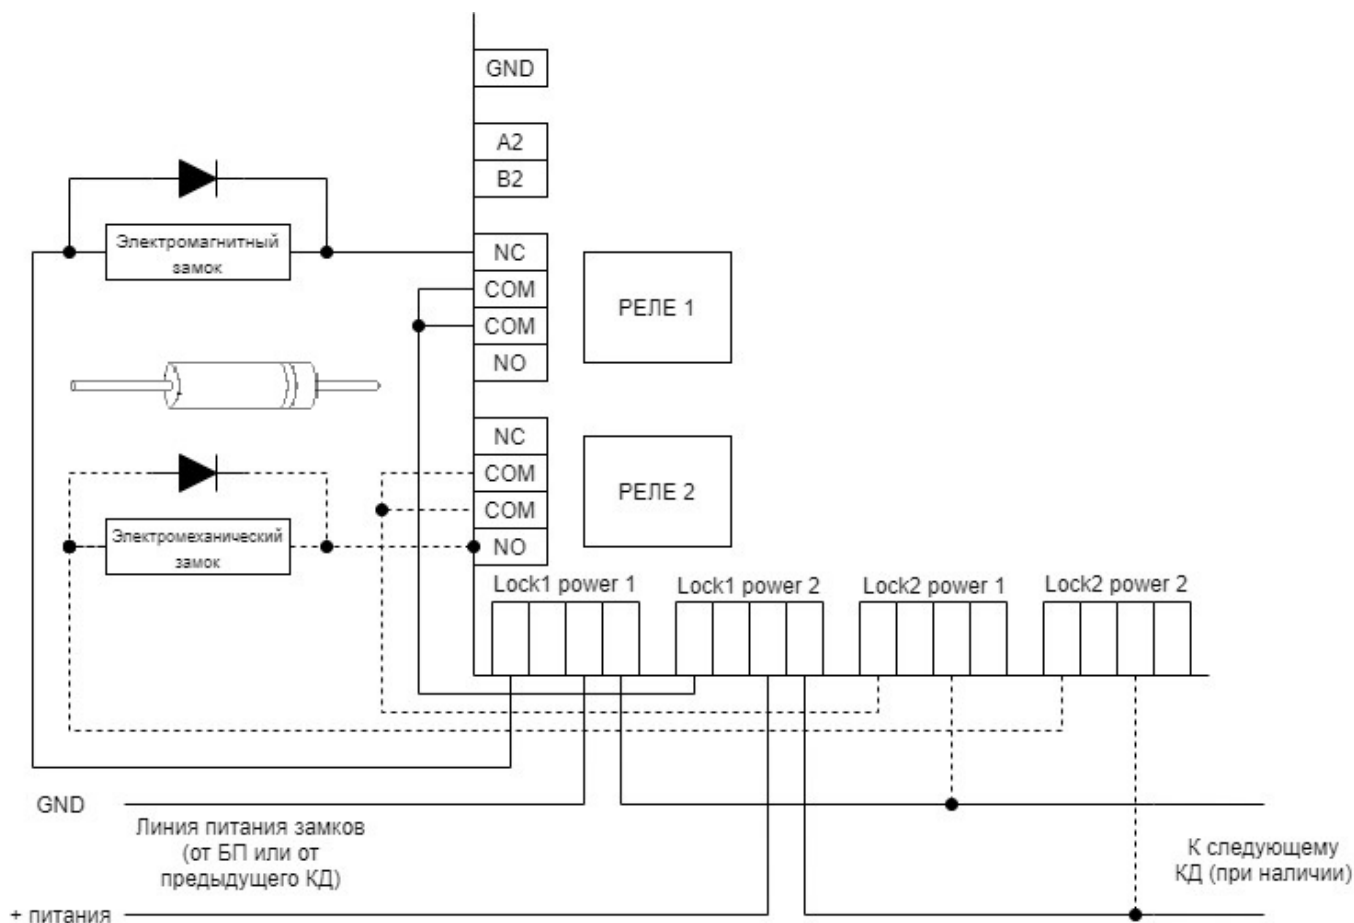 GND
A2
B2
NC
COM
COM
NO
РЕЛЕ 1
Электромагнитный
замок
NC
COM
COM
NO
РЕЛЕ 2
Электромеханический
замок
Lock1 power 1
Lock1 power 2
Lock2 power 1
Lock2 power 2
GND
Линия питания замков
(от БП или от
предыдущего КД)
К следующему
КД (при наличии)
+ питания